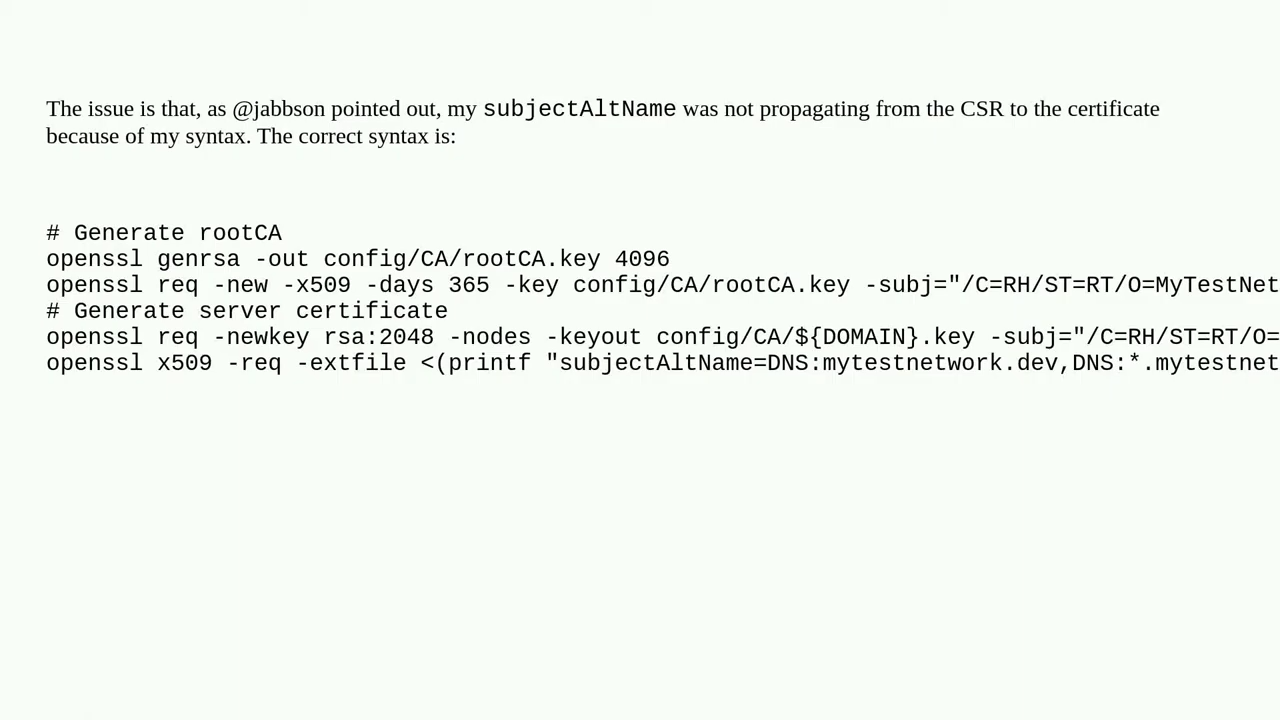 The issue is that, as @jabbson pointed out, my subjectAltName was not propagating from the CSR to the certificate
because of my syntax. The correct syntax is:
# Generate rootCA
openssl genrsa -out config/CA/rootCA.key 4096
openssl req -new -x509 -days 365 -key config/CA/rootCA.key -subj="/C=RH/ST=RT/O=MyTestNet
# Generate server certificate
openssl req -newkey rsa:2048 -nodes -keyout config/CA/${DOMAIN}.key -subj="/C=RH/ST=RT/O=
openssl x509 -req -extfile <(printf "subjectAltName=DNS:mytestnetwork.dev,DNS:*.mytestnet